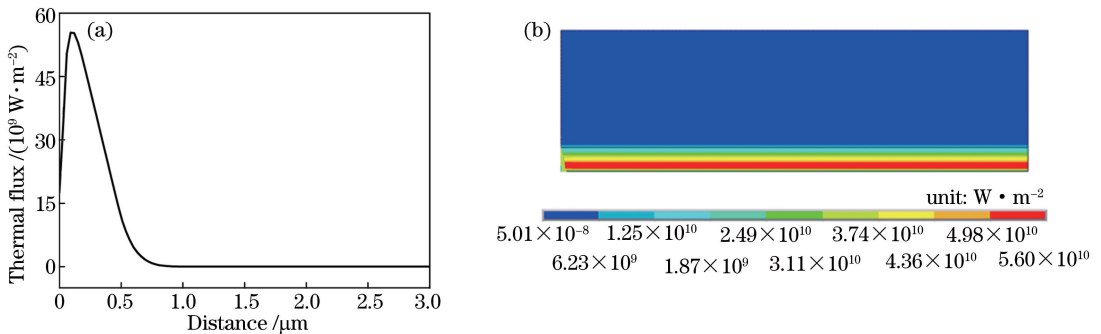 (a)
60
45
30
15
0
Thermal flux /(10⁹ W·m⁻²)
0 0.5 1.0 1.5 2.0 2.5 3.0
Distance /μm
(b)
unit: W·m⁻²
5.01×10⁻⁸ 1.25×10¹⁰ 2.49×10¹⁰ 3.74×10¹⁰ 4.98×10¹⁰
6.23×10⁹ 1.87×10⁹ 3.11×10¹⁰ 4.36×10¹⁰ 5.60×10¹⁰